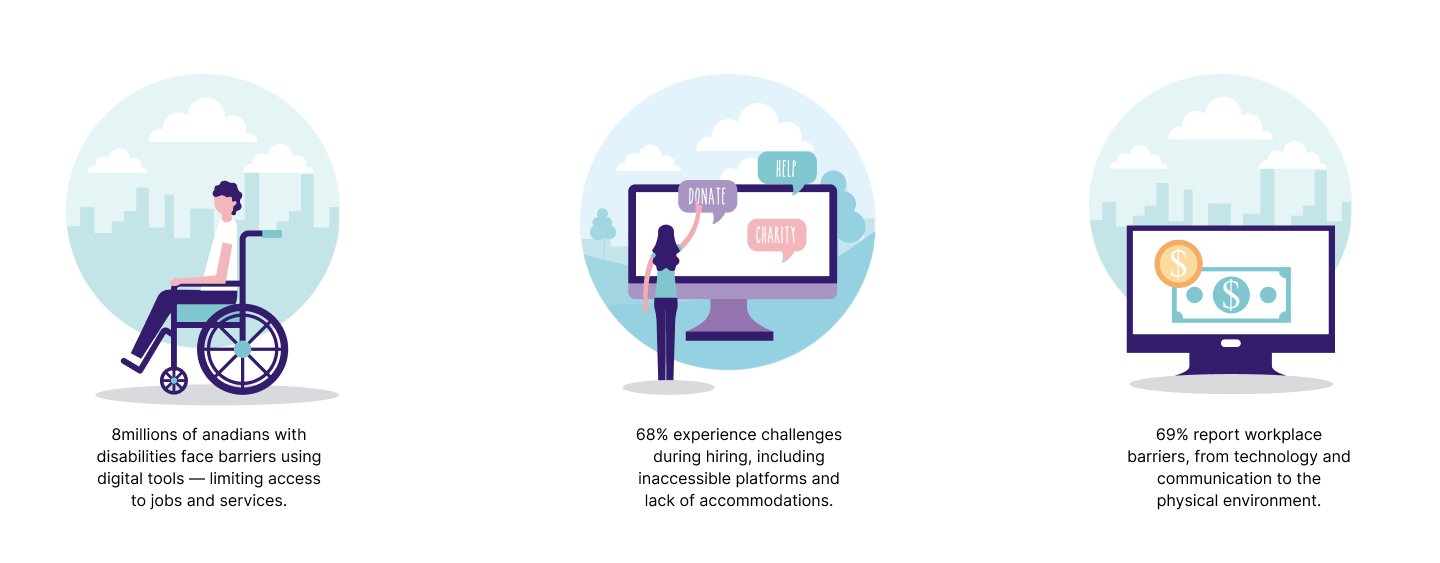 HELP
DONATE
CHARITY
$
$
8millions of anadians with
disabilities face barriers using
digital tools — limiting access
to jobs and services.
68% experience challenges
during hiring, including
inaccessible platforms and
lack of accommodations.
69% report workplace
barriers, from technology and
communication to the
physical environment.